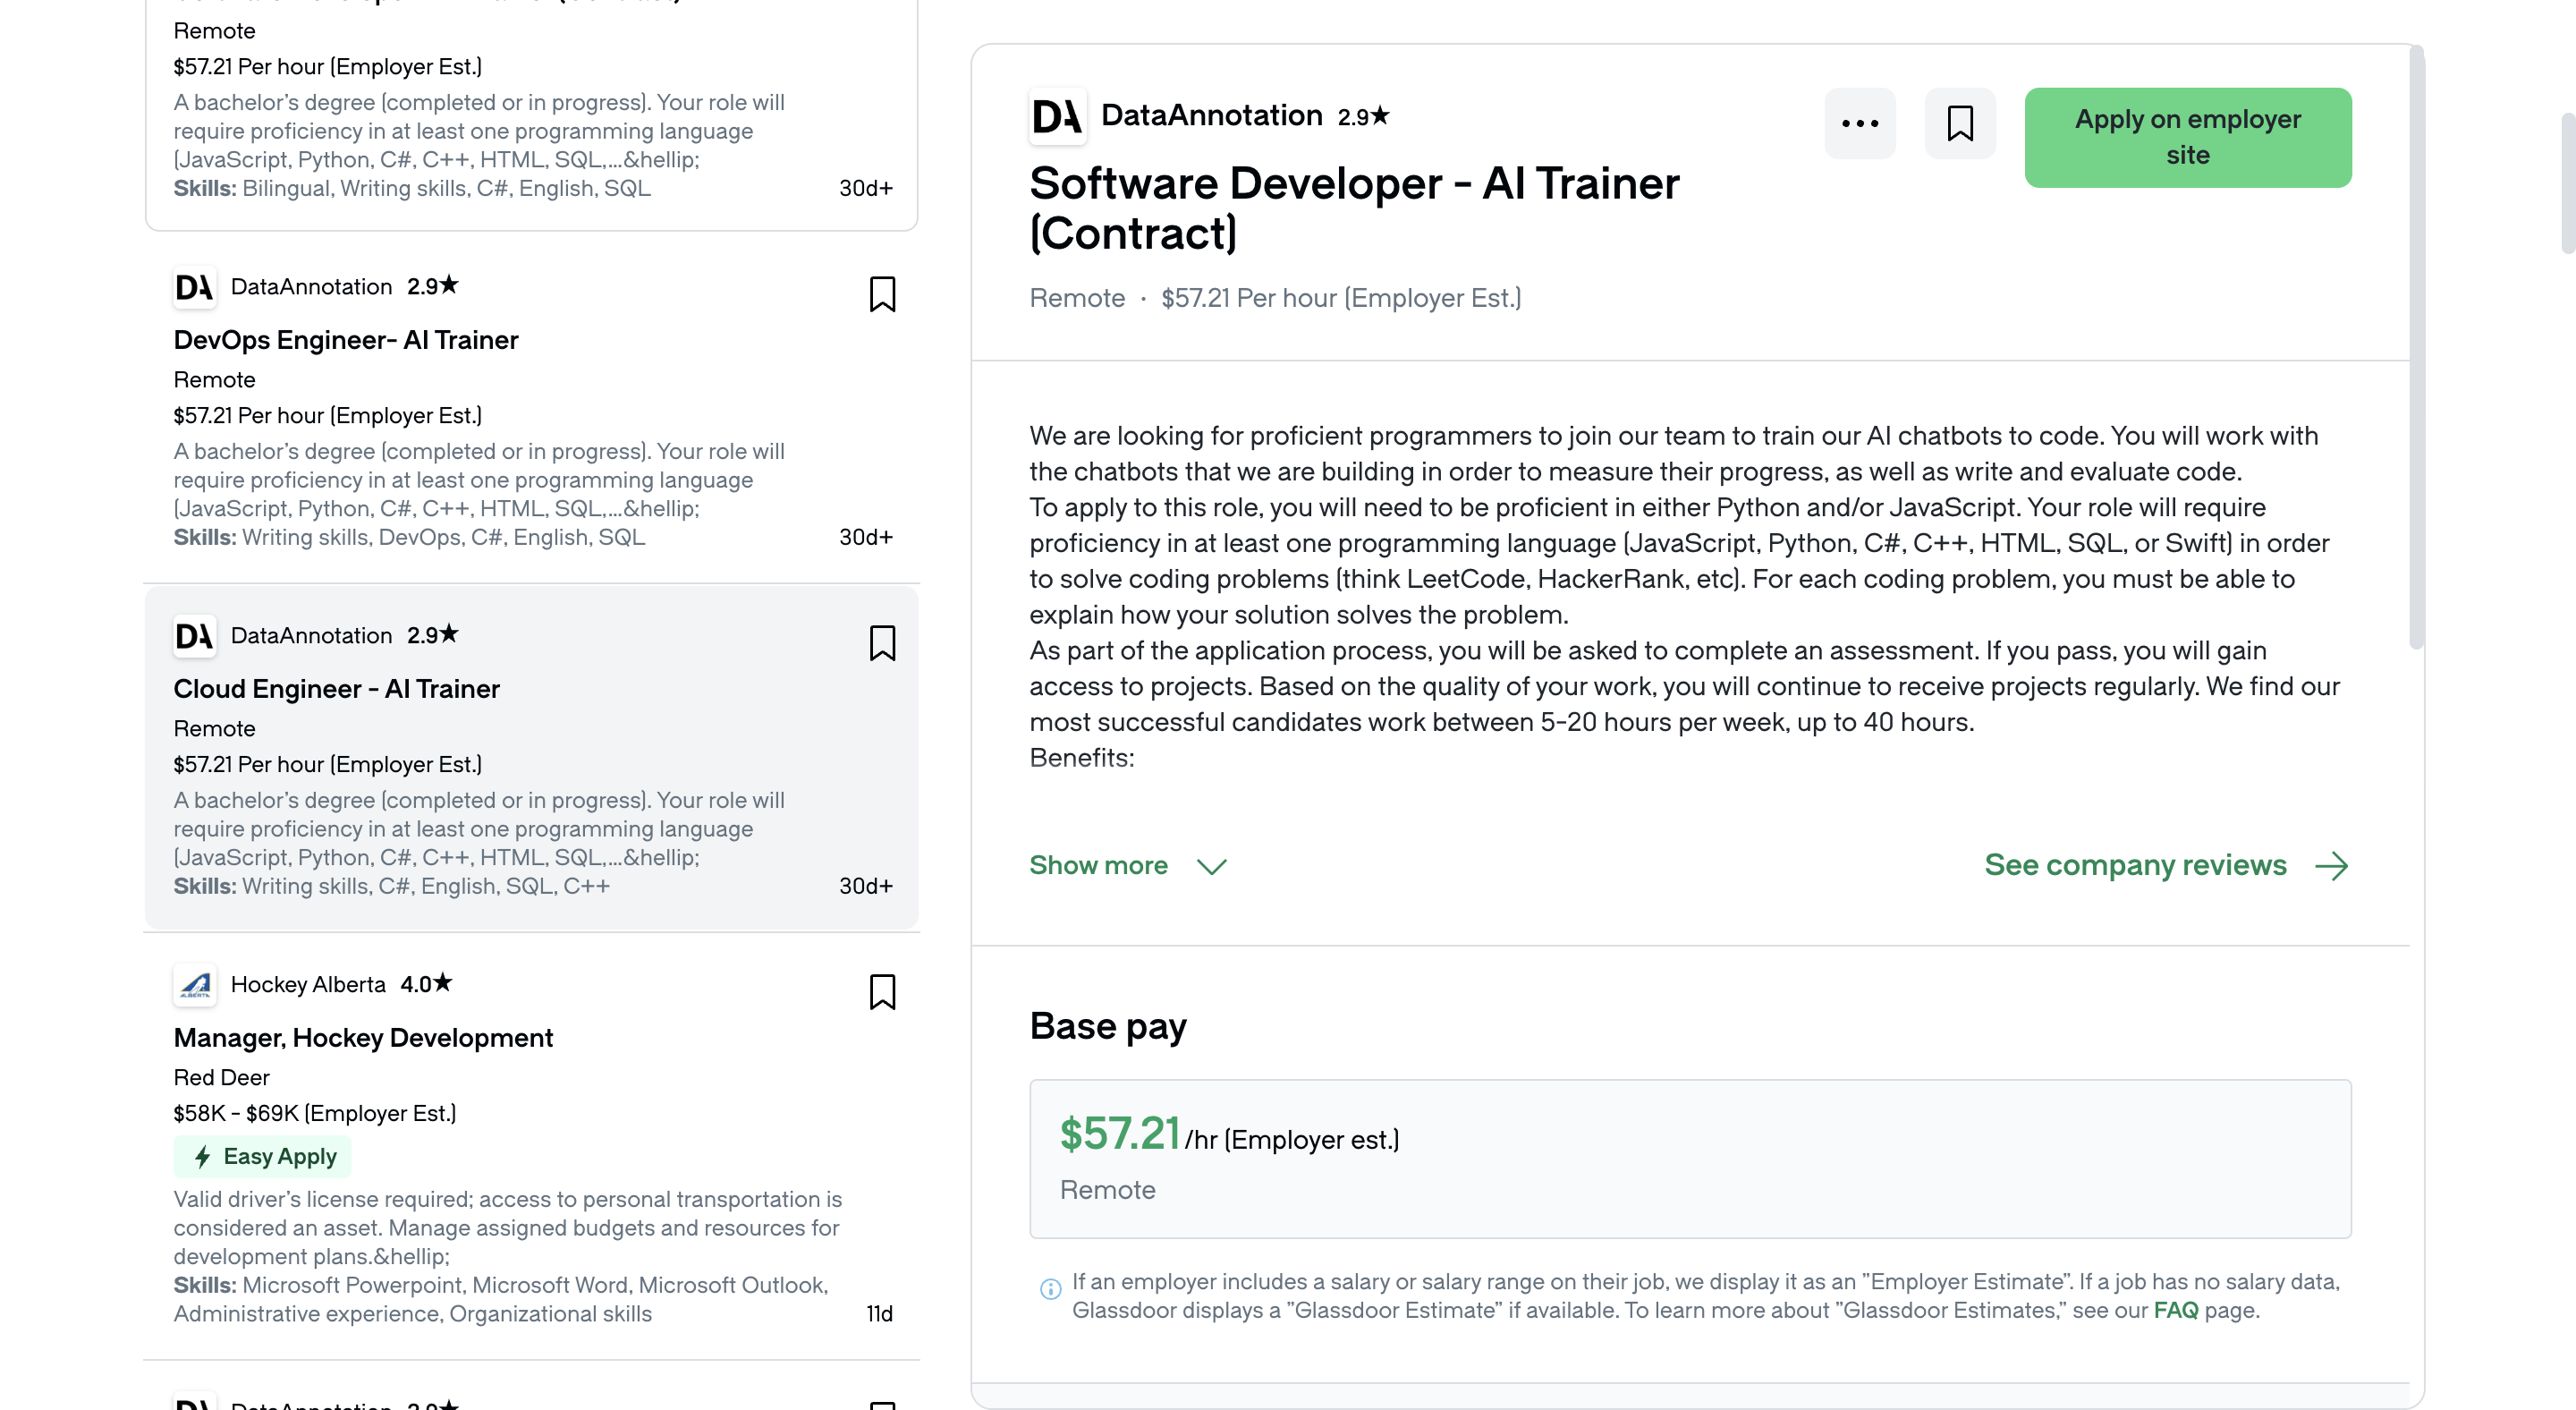 Remote
$57.21 Per hour (Employer Est.)
A bachelor's degree (completed or in progress). Your role will
require proficiency in at least one programming language
(JavaScript, Python, C#, C++, HTML, SQL,...&hellip;
Skills: Bilingual, Writing skills, C#, English, SQL
30d+
DA DataAnnotation 2.9★
DevOps Engineer- AI Trainer
Remote
$57.21 Per hour (Employer Est.)
A bachelor's degree (completed or in progress). Your role will
require proficiency in at least one programming language
(JavaScript, Python, C#, C++, HTML, SQL,...&hellip;
Skills: Writing skills, DevOps, C#, English, SQL
30d+
DA DataAnnotation 2.9★
Cloud Engineer - AI Trainer
Remote
$57.21 Per hour (Employer Est.)
A bachelor's degree (completed or in progress). Your role will
require proficiency in at least one programming language
(JavaScript, Python, C#, C++, HTML, SQL,...&hellip;
Skills: Writing skills, C#, English, SQL, C++
30d+
Hockey Alberta 4.0★
Manager, Hockey Development
Red Deer
$58K - $69K (Employer Est.)
Easy Apply
Valid driver's license required; access to personal transportation is
considered an asset. Manage assigned budgets and resources for
development plans.&hellip;
Skills: Microsoft Powerpoint, Microsoft Word, Microsoft Outlook,
Administrative experience, Organizational skills
11d
DA DataAnnotation 2.9★
DA DataAnnotation 2.9★
Apply on employer
site
Software Developer - AI Trainer
(Contract)
Remote · $57.21 Per hour (Employer Est.)
We are looking for proficient programmers to join our team to train our AI chatbots to code. You will work with
the chatbots that we are building in order to measure their progress, as well as write and evaluate code.
To apply to this role, you will need to be proficient in either Python and/or JavaScript. Your role will require
proficiency in at least one programming language (JavaScript, Python, C#, C++, HTML, SQL, or Swift) in order
to solve coding problems (think LeetCode, HackerRank, etc). For each coding problem, you must be able to
explain how your solution solves the problem.
As part of the application process, you will be asked to complete an assessment. If you pass, you will gain
access to projects. Based on the quality of your work, you will continue to receive projects regularly. We find our
most successful candidates work between 5-20 hours per week, up to 40 hours.
Benefits:
Show more
See company reviews
Base pay
$57.21/hr (Employer est.)
Remote
If an employer includes a salary or salary range on their job, we display it as an "Employer Estimate". If a job has no salary data,
Glassdoor displays a "Glassdoor Estimate" if available. To learn more about "Glassdoor Estimates," see our FAQ page.